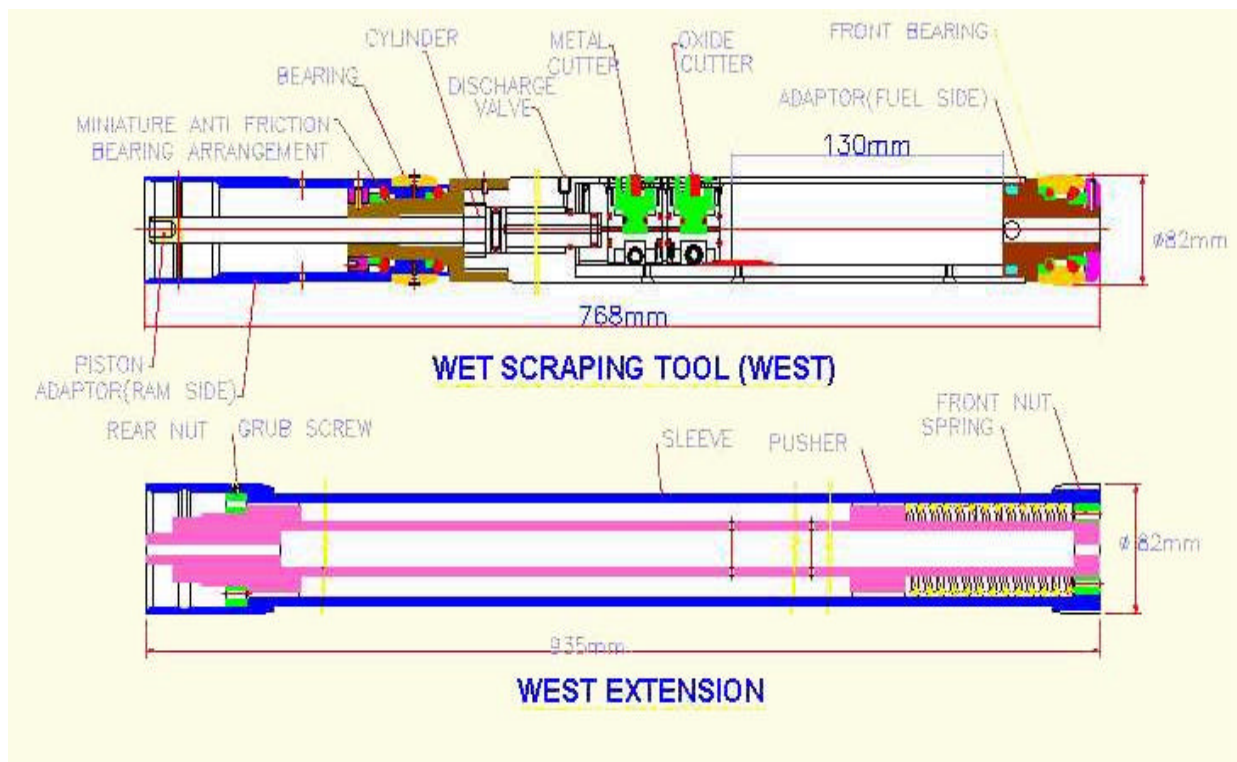 CYLINDER
METAL
CUTTER
OXIDE
CUTTER
FRONT BEARING
BEARING
DISCHARGE
VALVE
ADAPTOR(FUEL SIDE)
MINIATURE ANTI FRICTION
BEARING ARRANGEMENT
130mm
ø82mm
768mm
PISTON
ADAPTOR(RAM SIDE)
WET SCRAPING TOOL (WEST)
REAR NUT
GRUB SCREW
SLEEVE
PUSHER
FRONT NUT
SPRING
ø 82mm
935mm
WEST EXTENSION